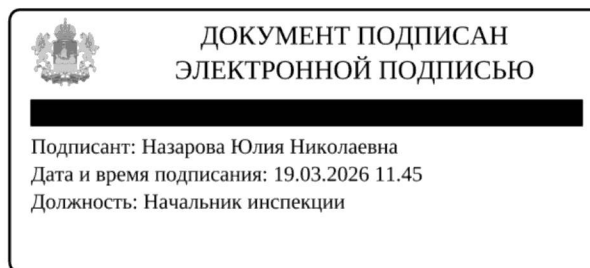 ДОКУМЕНТ ПОДПИСАН
ЭЛЕКТРОННОЙ ПОДПИСЬЮ
Подписант: Назарова Юлия Николаевна
Дата и время подписания: 19.03.2026 11.45
Должность: Начальник инспекции